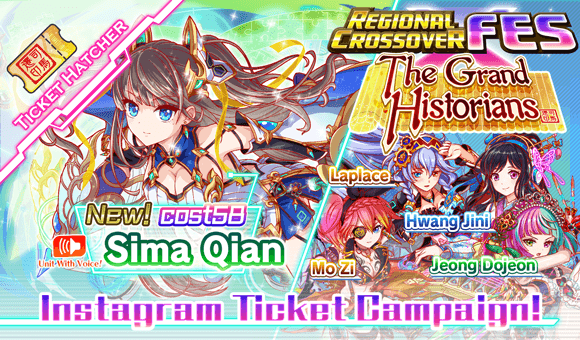 TICKET HATCHER
REGIONAL
CROSSOVER FES
The Grand
Historians
Laplace
Hwang Jini
Mo Zi
Jeong Dojeon
New! cost58
Unit With Voice!
Sima Qian
Instagram Ticket Campaign!